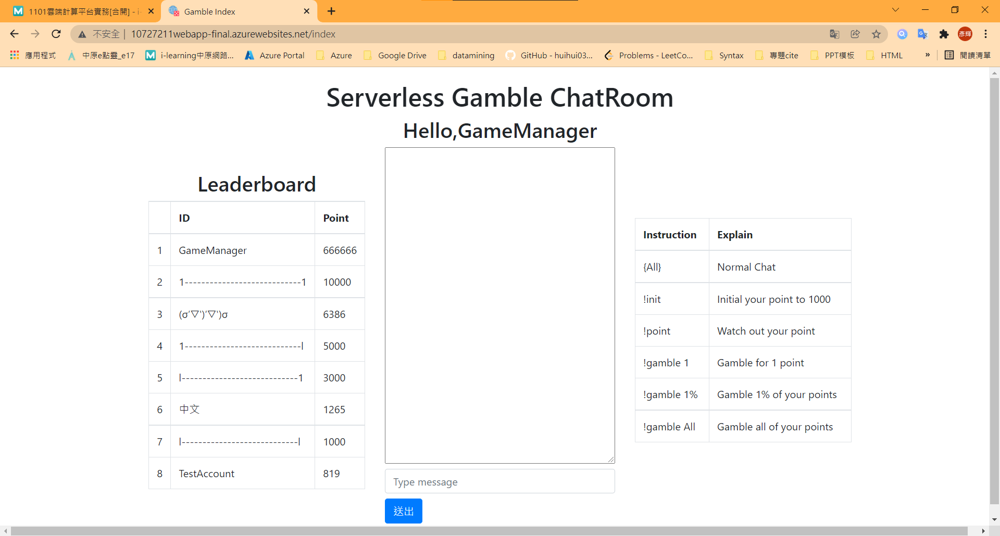 1101雲端計算平台實務[合開] - i-
Gamble Index
不安全 | 10727211webapp-final.azurewebsites.net/index
彥輝
應用程式 中原e點靈_e17 i-learning中原網路... Azure Portal Azure Google Drive datamining GitHub - huihui03... Problems - LeetCo... Syntax 專題cite PPT模板 HTML » 閱讀清單
Serverless Gamble ChatRoom
Hello,GameManager
Leaderboard
ID Point
1 GameManager 666666
2 1----------------------------1 10000
3 (σ′▽‵)′▽‵)σ 6386
4 1----------------------------l 5000
5 l----------------------------1 3000
6 中文 1265
7 l----------------------------l 1000
8 TestAccount 819
Type message
送出
Instruction Explain
{All} Normal Chat
!init Initial your point to 1000
!point Watch out your point
!gamble 1 Gamble for 1 point
!gamble 1% Gamble 1% of your points
!gamble All Gamble all of your points